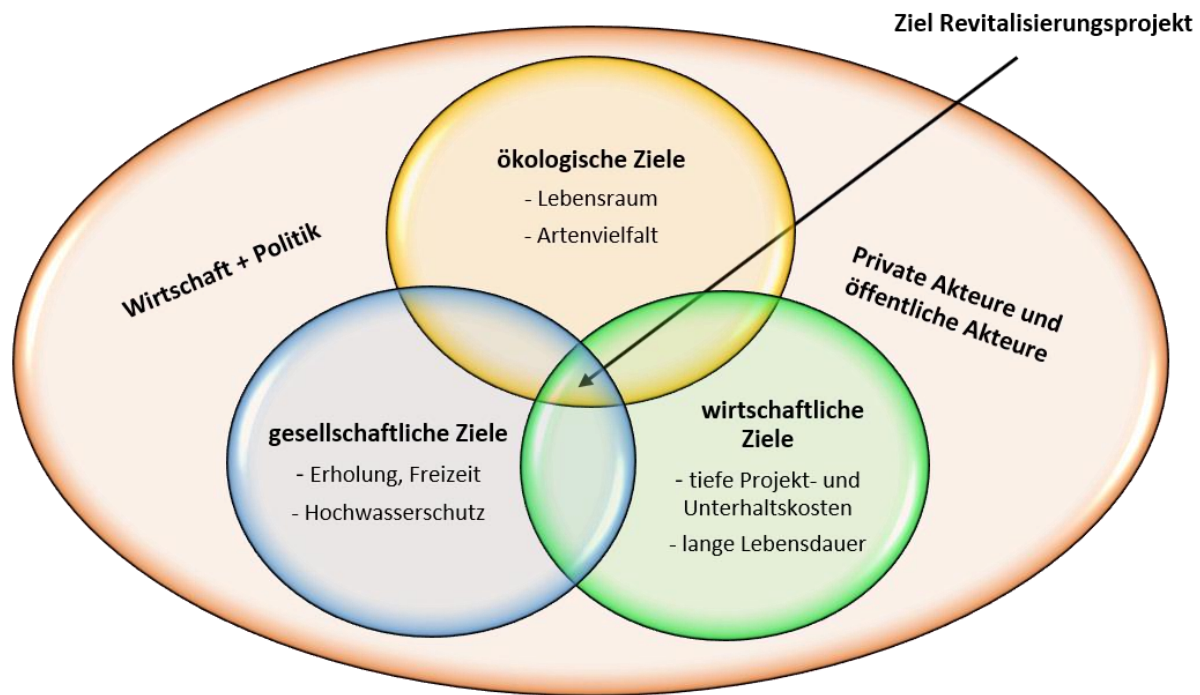 Ziel Revitalisierungsprojekt
ökologische Ziele
- Lebensraum
- Artenvielfalt
Wirtschaft + Politik
Private Akteure und
öffentliche Akteure
gesellschaftliche Ziele
- Erholung, Freizeit
- Hochwasserschutz
wirtschaftliche
Ziele
- tiefe Projekt- und
Unterhaltskosten
- lange Lebensdauer